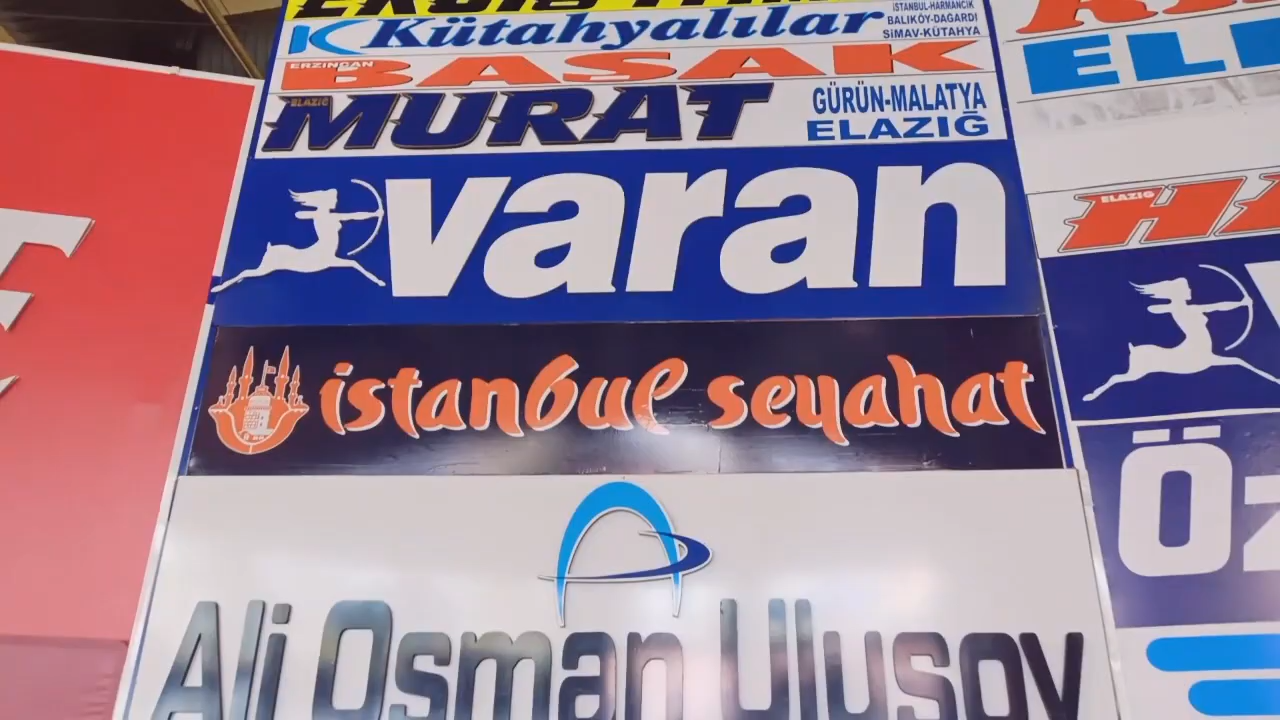 Kütahyalılar
İSTANBUL-HARMANCIK
BALIKÖY-DAĞARDI
SİMAV-KÜTAHYA
ERZİNCAN
BAŞAK
ELAZIĞ
MURAT
GÜRÜN-MALATYA
ELAZIĞ
varan
istanbul seyahat
Ali Osman Ulusoy
ELAZIĞ